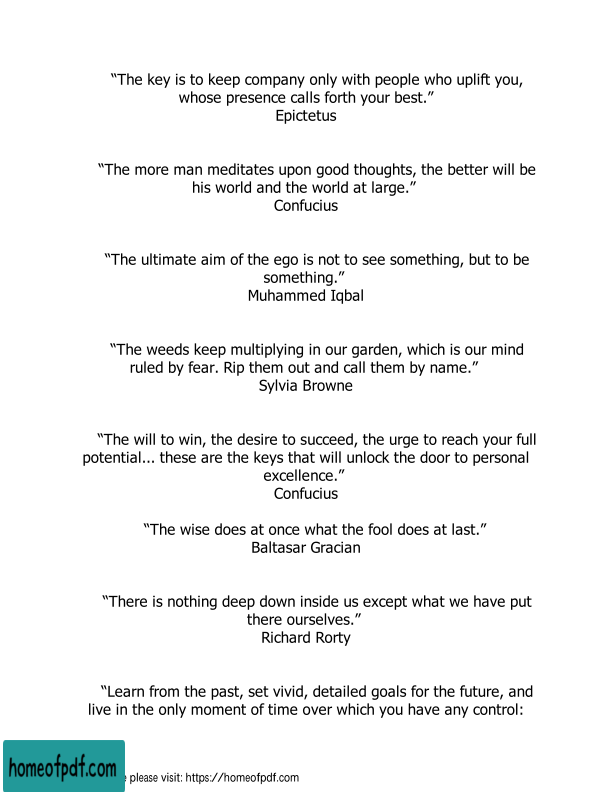 “The key is to keep company only with people who uplift you,
whose presence calls forth your best.”
Epictetus
“The more man meditates upon good thoughts, the better will be
his world and the world at large.”
Confucius
“The ultimate aim of the ego is not to see something, but to be
something.”
Muhammed Iqbal
“The weeds keep multiplying in our garden, which is our mind
ruled by fear. Rip them out and call them by name.”
Sylvia Browne
“The will to win, the desire to succeed, the urge to reach your full
potential... these are the keys that will unlock the door to personal
excellence.”
Confucius
“The wise does at once what the fool does at last.”
Baltasar Gracian
“There is nothing deep down inside us except what we have put
there ourselves.”
Richard Rorty
“Learn from the past, set vivid, detailed goals for the future, and
live in the only moment of time over which you have any control:
homeofpdf.com
please visit: https://homeofpdf.com